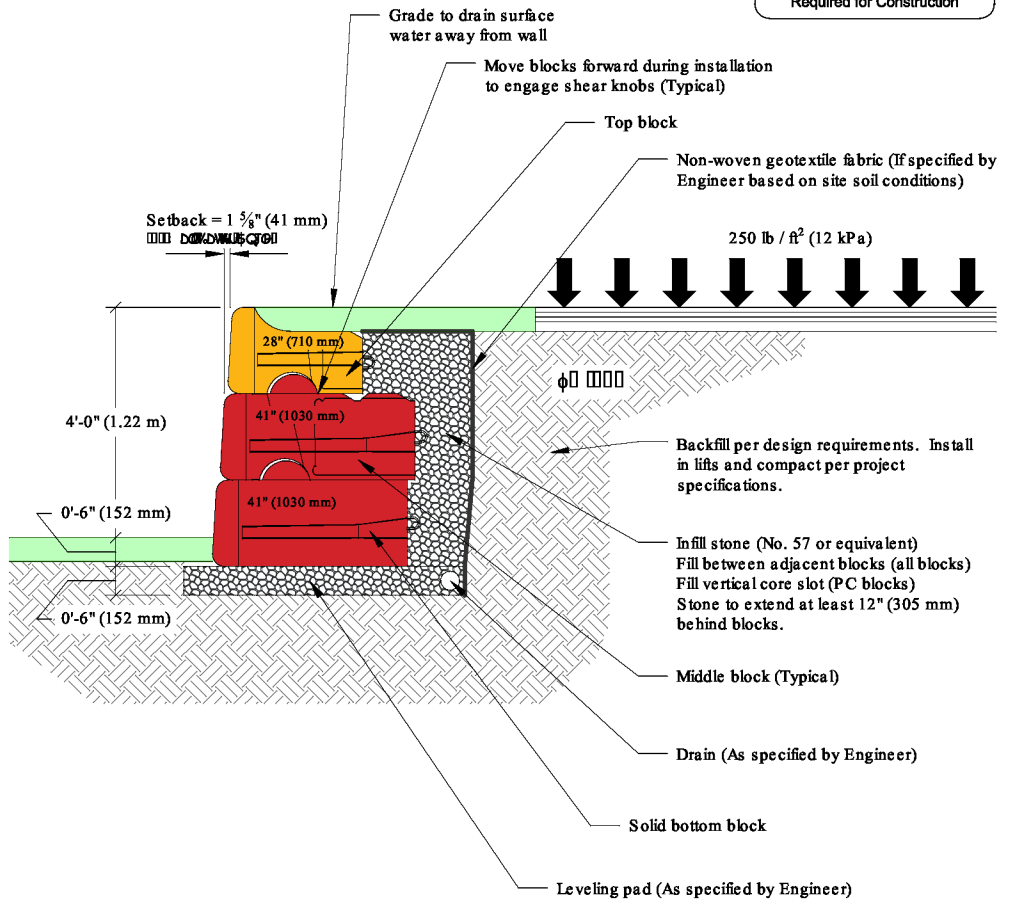 Required for Construction
Grade to drain surface
water away from wall
Move blocks forward during installation
to engage shear knobs (Typical)
Top block
Non-woven geotextile fabric (If specified by
Engineer based on site soil conditions)
Setback = 1 5/8" (41 mm)
250 lb / ft² (12 kPa)
28" (710 mm)
ϕ
41" (1030 mm)
4'-0" (1.22 m)
Backfill per design requirements. Install
in lifts and compact per project
specifications.
41" (1030 mm)
0'-6" (152 mm)
Infill stone (No. 57 or equivalent)
Fill between adjacent blocks (all blocks)
Fill vertical core slot (PC blocks)
Stone to extend at least 12" (305 mm)
behind blocks.
0'-6" (152 mm)
Middle block (Typical)
Drain (As specified by Engineer)
Solid bottom block
Leveling pad (As specified by Engineer)